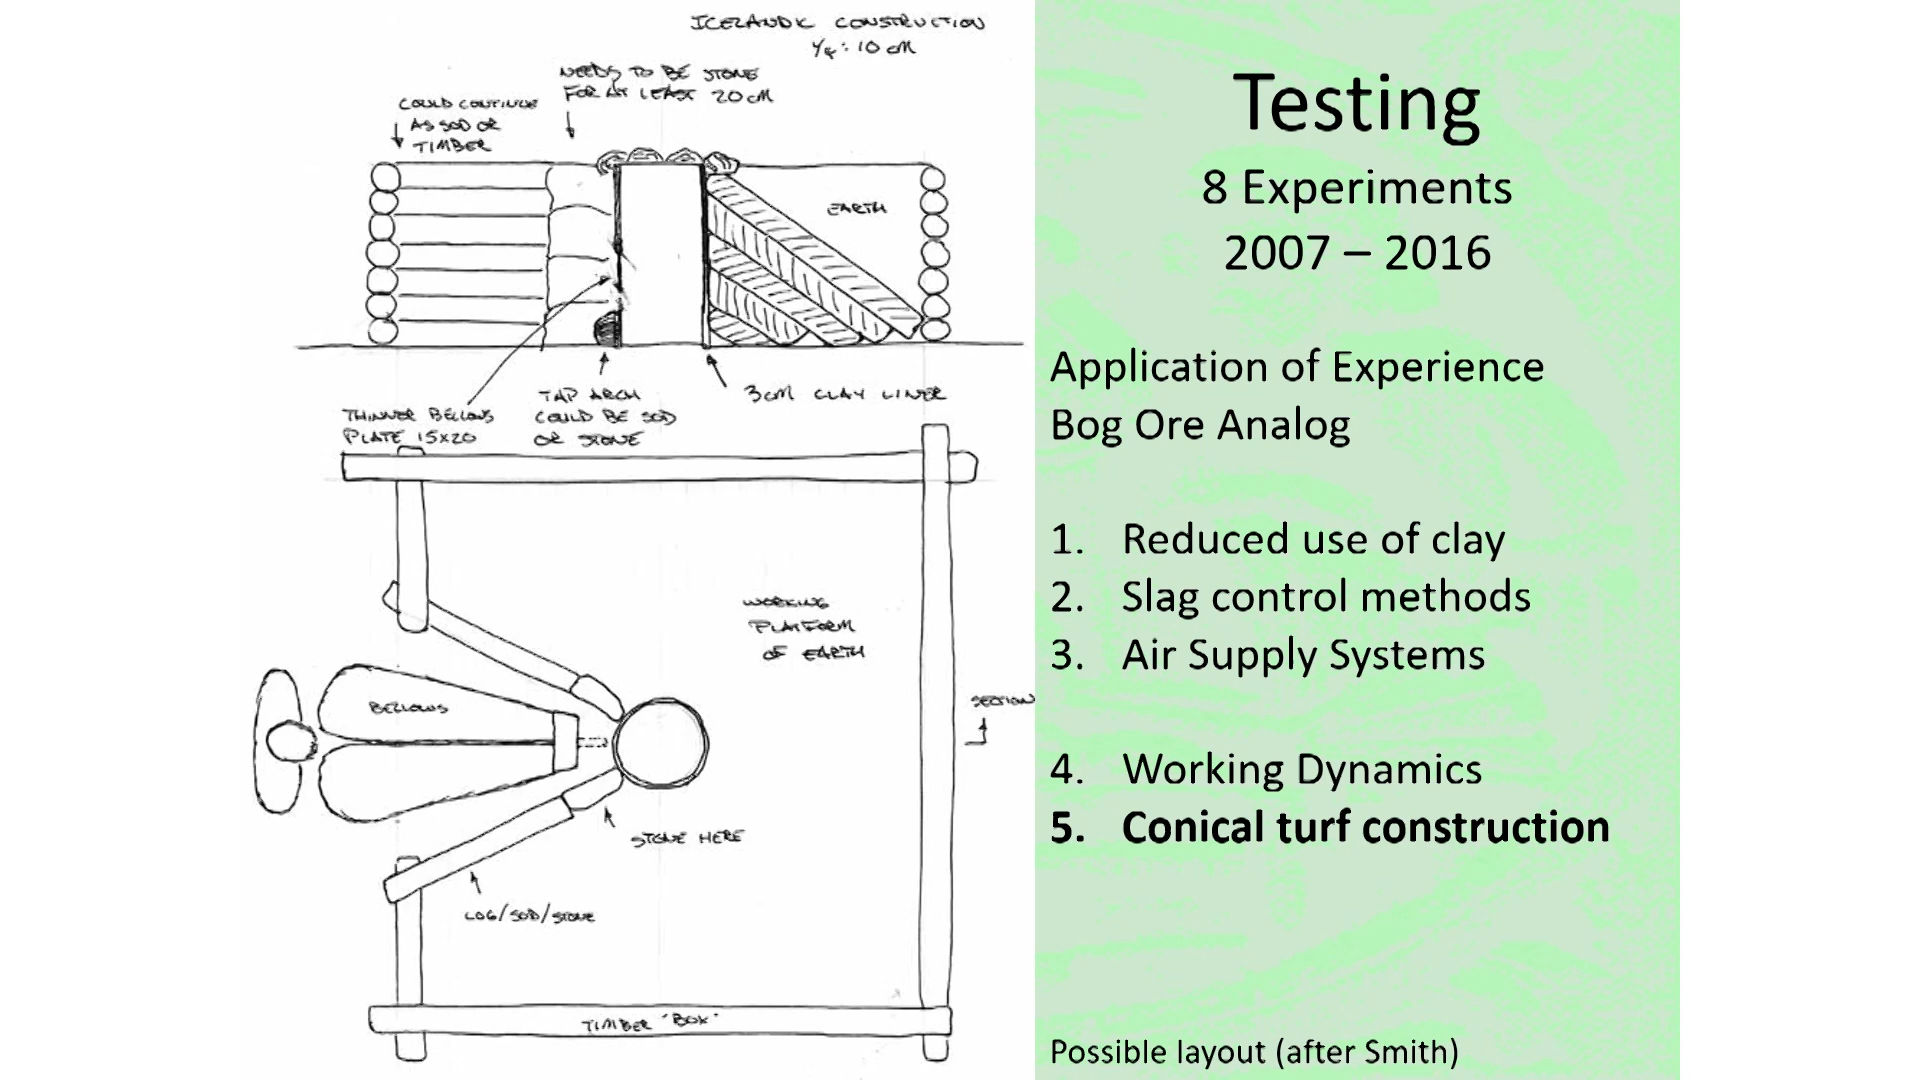 ICELANDIC CONSTRUCTION
1/4 : 10 CM
NEEDS TO BE STONE
FOR AT LEAST 20 CM
COULD CONTINUE
AS SOD OR
TIMBER
EARTH
TAP ARCH
COULD BE SOD
OR STONE
3 CM CLAY LINER
THINNER BELLOWS
PLATE 15x20
WORKING
PLATFORM
OF EARTH
BELLOWS
SECTION
STONE HERE
LOG/SOD/STONE
TIMBER "BOX"
Testing
8 Experiments
2007 – 2016
Application of Experience
Bog Ore Analog
1. Reduced use of clay
2. Slag control methods
3. Air Supply Systems
4. Working Dynamics
5. Conical turf construction
Possible layout (after Smith)